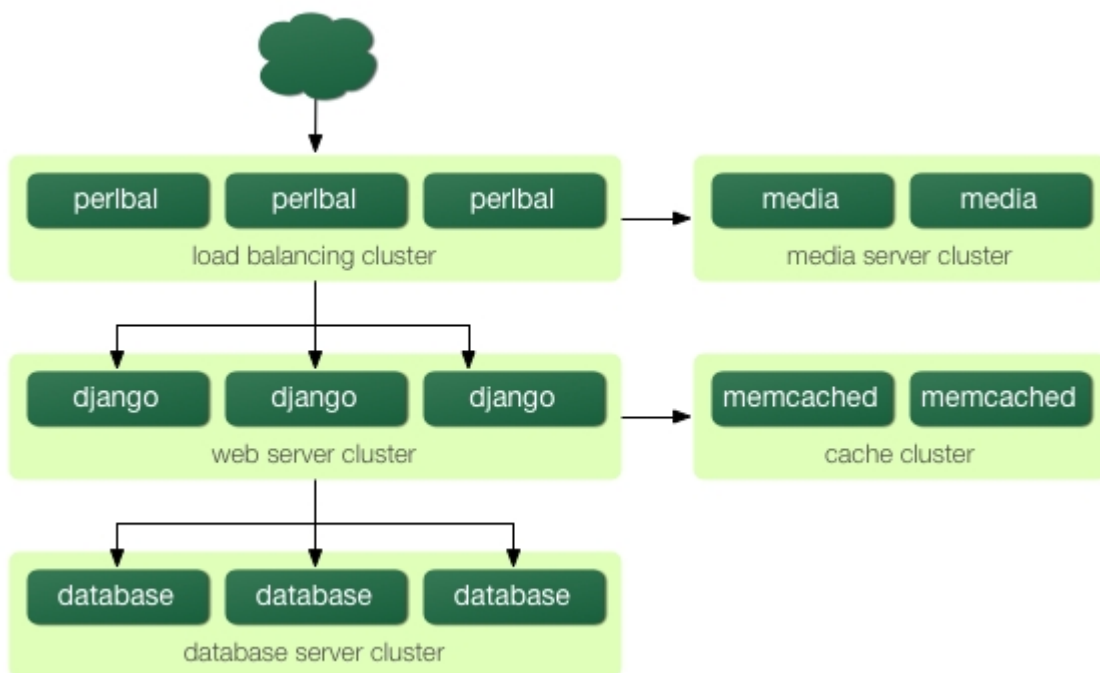 perlbal perlbal perlbal
load balancing cluster
media media
media server cluster
django django django
web server cluster
memcached memcached
cache cluster
database database database
database server cluster